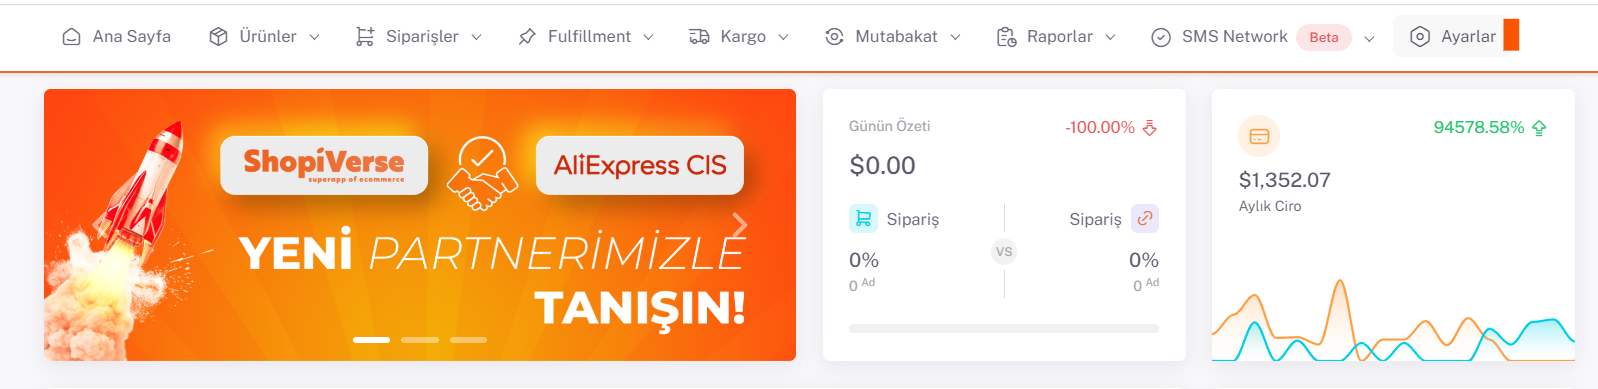 Ana Sayfa Ürünler Siparişler Fulfillment Kargo Mutabakat Raporlar SMS Network Beta Ayarlar
ShopiVerse
superapp of ecommerce
AliExpress CIS
YENİ PARTNERİMİZLE
TANIŞIN!
Günün Özeti -100.00%
$0.00
Sipariş Sipariş
VS
0% 0%
0 Ad 0 Ad
94578.58%
$1,352.07
Aylık Ciro